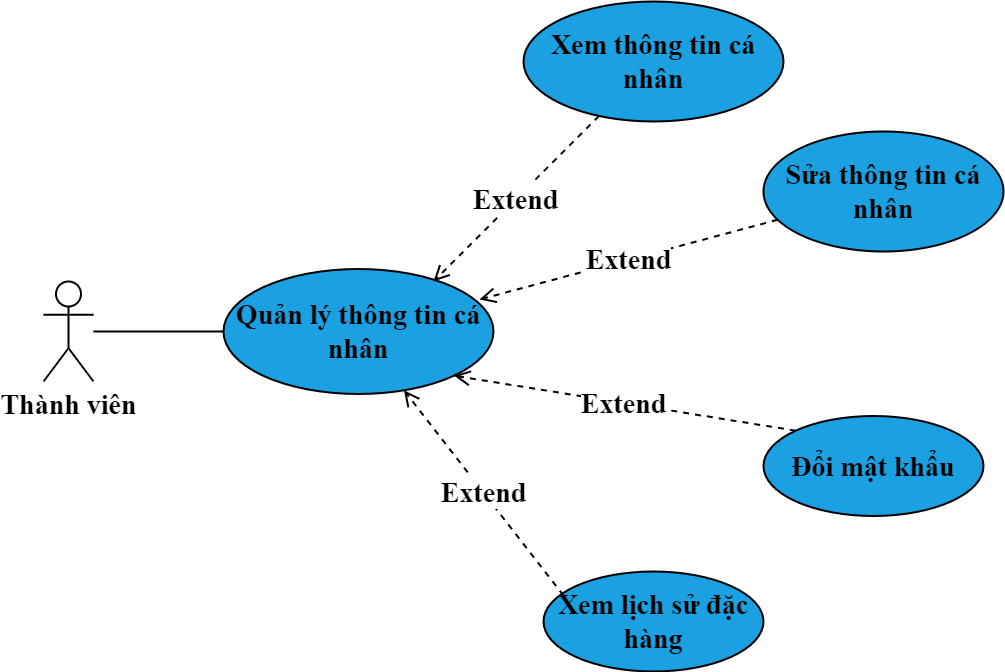 Xem thông tin cá
nhân
Sửa thông tin cá
nhân
Extend
Extend
Quản lý thông tin cá
nhân
Thành viên
Extend
Đổi mật khẩu
Extend
Xem lịch sử đặc
hàng